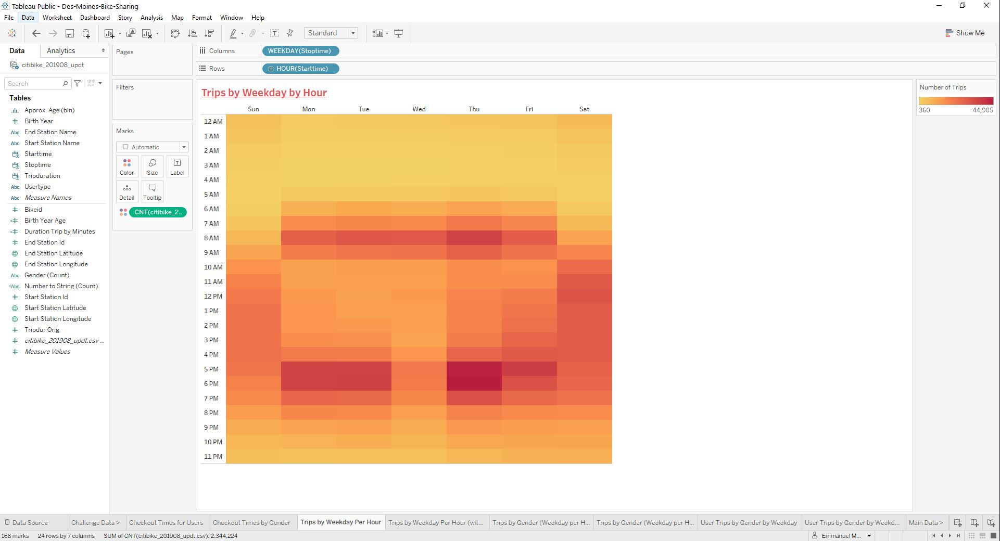 Tableau Public - Des-Moines-Bike-Sharing
File Data Worksheet Dashboard Story Analysis Map Format Window Help
Standard
Show Me
Data Analytics
citibike_201908_updt
Search
Tables
Approx. Age (bin)
Birth Year
Abc End Station Name
Abc Start Station Name
Starttime
Stoptime
Tripduration
Abc Usertype
Abc Measure Names
Bikeid
Birth Year Age
Duration Trip by Minutes
End Station Id
End Station Latitude
End Station Longitude
Abc Gender (Count)
=Abc Number to String (Count)
Start Station Id
Start Station Latitude
Start Station Longitude
Tripdur Orig
citibike_201908_updt.csv ...
Measure Values
Pages
Filters
Marks
Automatic
Color Size Label
Detail Tooltip
CNT(citibike_2..
Columns WEEKDAY(Stoptime)
Rows HOUR(Starttime)
Trips by Weekday by Hour
Sun Mon Tue Wed Thu Fri Sat
12 AM
1 AM
2 AM
3 AM
4 AM
5 AM
6 AM
7 AM
8 AM
9 AM
10 AM
11 AM
12 PM
1 PM
2 PM
3 PM
4 PM
5 PM
6 PM
7 PM
8 PM
9 PM
10 PM
11 PM
Number of Trips
360 44,905
Data Source Challenge Data > Checkout Times for Users Checkout Times by Gender Trips by Weekday Per Hour Trips by Weekday Per Hour (wit... Trips by Gender (Weekday per H... Trips by Gender (Weekday per H... User Trips by Gender by Weekday User Trips by Gender by Weekd... Main Data >
168 marks 24 rows by 7 columns SUM of CNT(citibike_201908_updt.csv): 2,344,224 Emmanuel M...